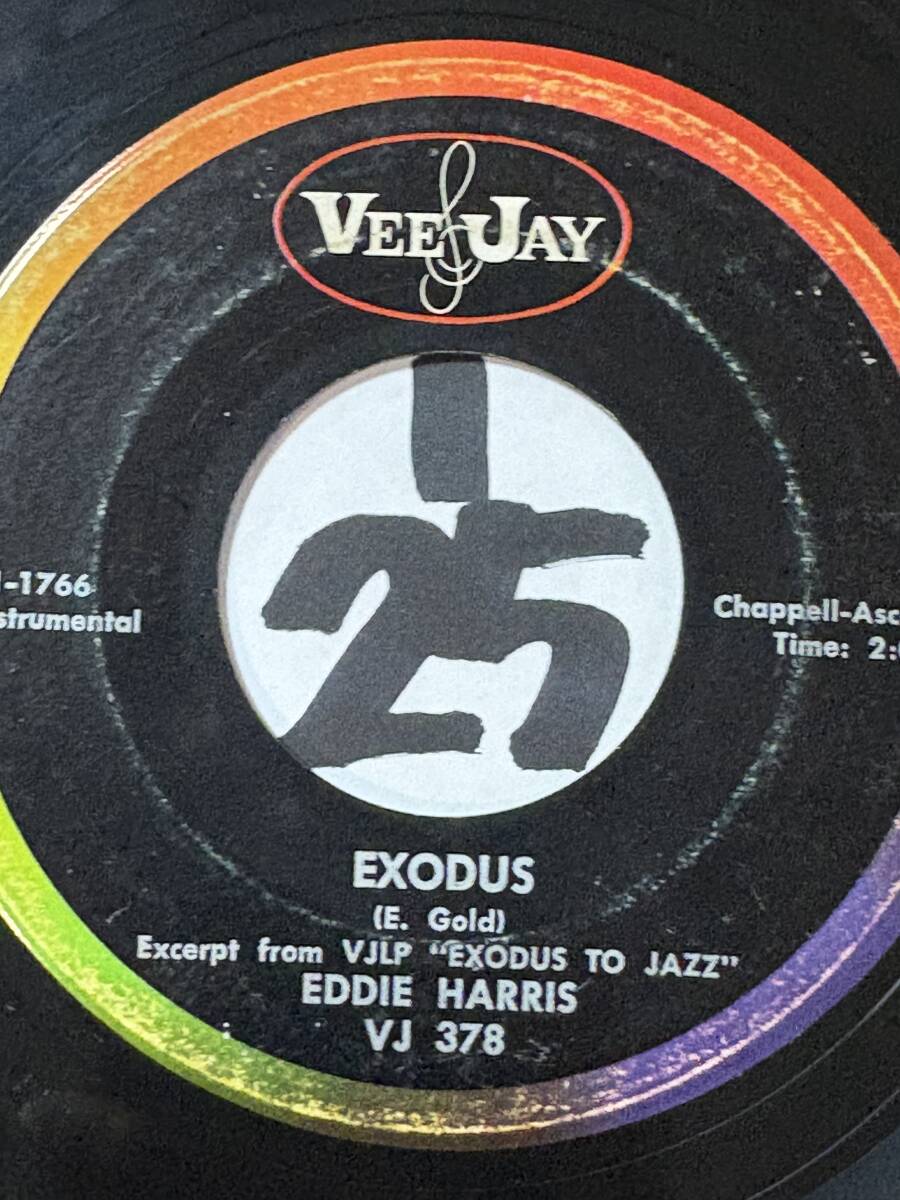 VEE JAY
1
25
-1766
strumental
Chappell-Asc
Time: 2:
EXODUS
(E. Gold)
Excerpt from VJLP "EXODUS TO JAZZ"
EDDIE HARRIS
VJ 378